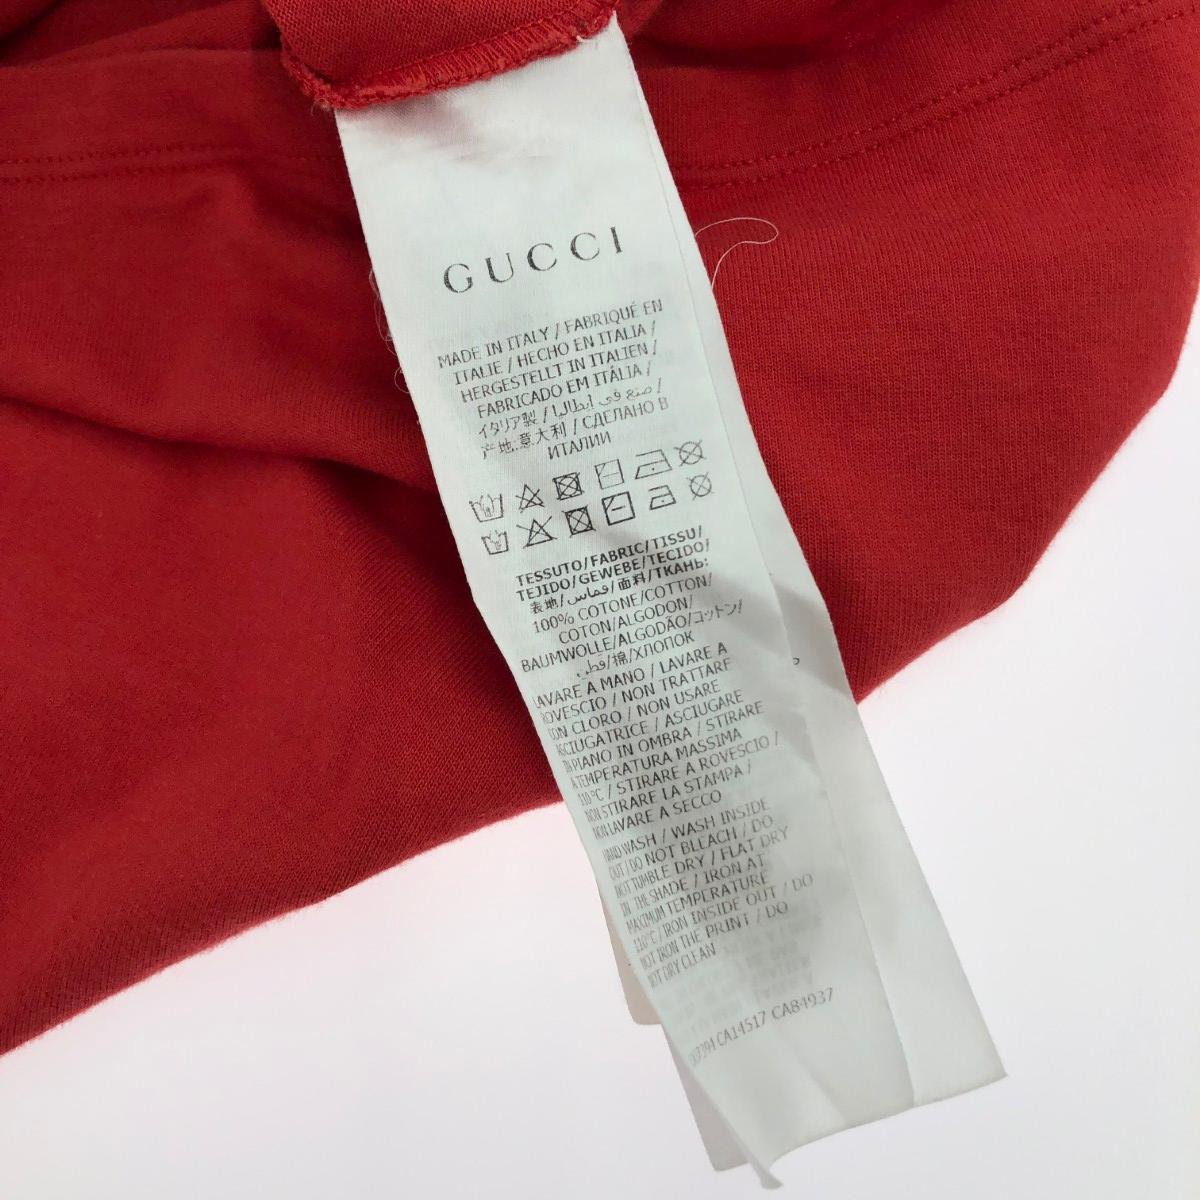 GUCCI
MADE IN ITALY / FABRIQUÉ EN
ITALIE / HECHO EN ITALIA /
HERGESTELLT IN ITALIEN /
FABRICADO EM ITÁLIA /
イタリア製 / صنع في إيطاليا /
产地:意大利 / СДЕЛАНО В
ИТАЛИИ
TESSUTO/FABRIC/TISSU/
TEJIDO/GEWEBE/TECIDO/
表地/قماس/面料/ТКАНЬ:
100% COTONE/COTTON/
COTON/ALGODON/
BAUMWOLLE/ALGODÃO/コットン/
قطن/棉/ХЛОПОК
LAVARE A MANO / LAVARE A
ROVESCIO / NON TRATTARE
CON CLORO / NON USARE
ASCIUGATRICE / ASCIUGARE
IN PIANO IN OMBRA / STIRARE
A TEMPERATURA MASSIMA
110°C / STIRARE A ROVESCIO /
NON STIRARE LA STAMPA /
NON LAVARE A SECCO
HAND WASH / WASH INSIDE
OUT / DO NOT BLEACH / DO
NOT TUMBLE DRY / FLAT DRY
IN THE SHADE / IRON AT
MAXIMUM TEMPERATURE
110°C / IRON INSIDE OUT / DO
NOT IRON THE PRINT / DO
NOT DRY CLEAN
CA14517 CA84937